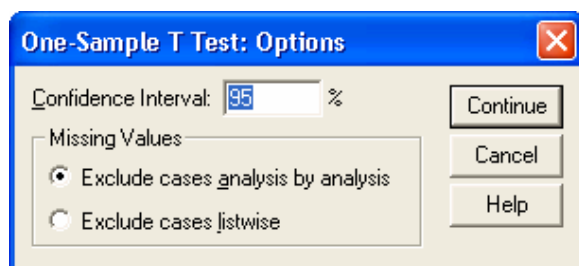 One-Sample T Test: Options
Confidence Interval: 95 %
Continue
Missing Values
Cancel
Exclude cases analysis by analysis
Help
Exclude cases listwise